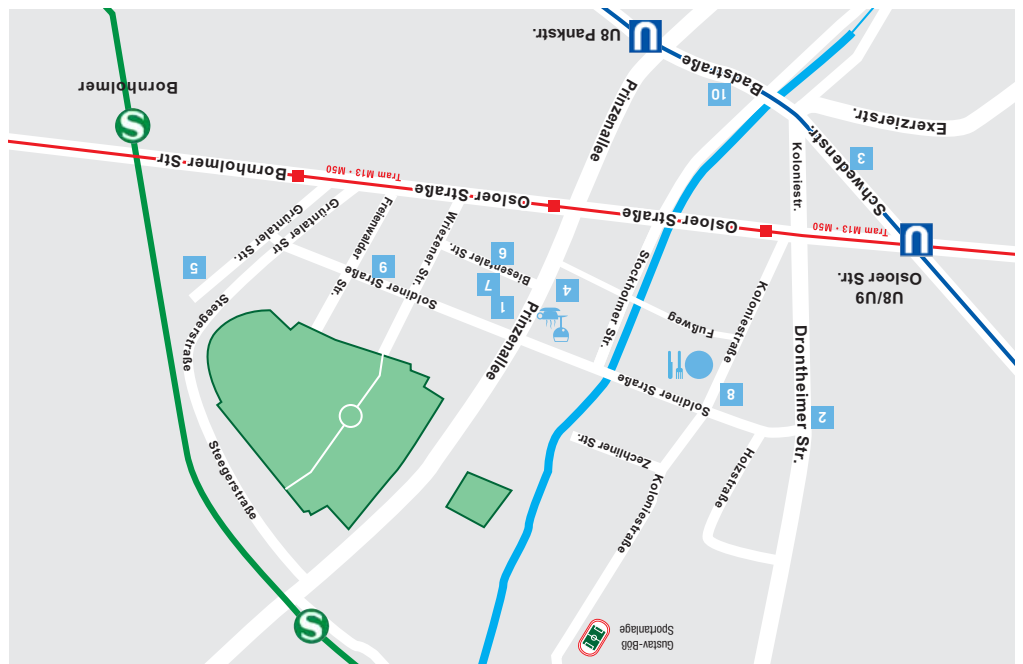 Gustav-Böß
Sportanlage
S
Koloniestraße
Steegerstraße
Holzstraße
Zechliner Str.
2
Drontheimer Str.
8
Soldiner Straße
Prinzenallee
Steegerstraße
Koloniestraße
Fußweg
Stockholmer Str.
1
4
7
U8/U9
Osloer Str.
Soldiner Straße
9
5
Biesentaler Str.
6
Wriezener Str.
Freienwalder
Str.
Grüntaler Str
Grüntaler Str.
U
Tram M13 • M50
Osloer Straße
Osloer Straße
Osloer Straße
Tram M13 • M50
Bornholmer Str
Koloniestr.
Schwedenstr.
3
Exerzierstr.
Prinzenallee
S
Bornholmer
10
Badstraße
U
U8 Pankstr.